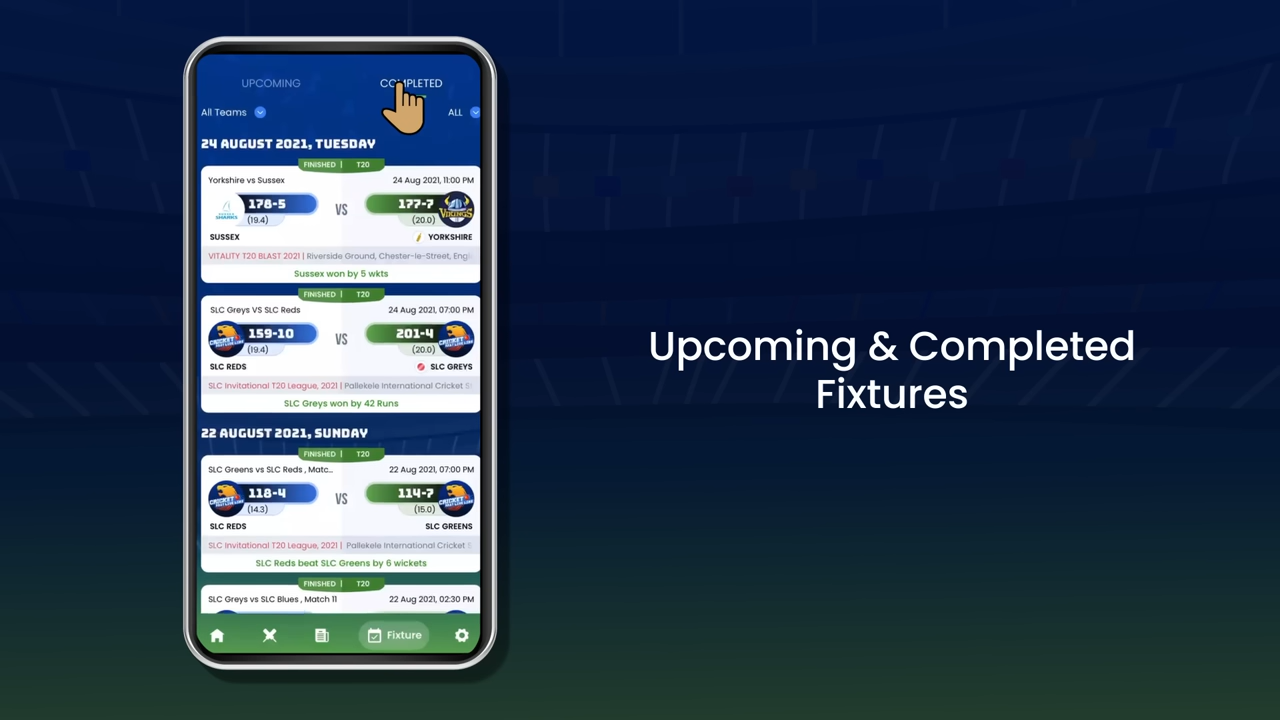 UPCOMING COMPLETED
All Teams ALL
24 AUGUST 2021, TUESDAY
FINISHED | T20
Yorkshire vs Sussex 24 Aug 2021, 11:00 PM
178-5 VS 177-7
(19.4) (20.0)
SHARKS VIKINGS
SUSSEX YORKSHIRE
VITALITY T20 BLAST 2021 | Riverside Ground, Chester-le-Street, Engl
Sussex won by 5 wkts
FINISHED | T20
SLC Greys VS SLC Reds 24 Aug 2021, 07:00 PM
CRICKET 159-10 VS 201-4 CRICKET
(19.4) (20.0)
SLC REDS SLC GREYS
SLC Invitational T20 League, 2021 | Pallekele International Cricket S
SLC Greys won by 42 Runs
22 AUGUST 2021, SUNDAY
FINISHED | T20
SLC Greens vs SLC Reds , Matc... 22 Aug 2021, 07:00 PM
CRICKET 118-4 VS 114-7 CRICKET
(14.3) (15.0)
SLC REDS SLC GREENS
SLC Invitational T20 League, 2021 | Pallekele International Cricket S
SLC Reds beat SLC Greens by 6 wickets
FINISHED | T20
SLC Greys vs SLC Blues , Match 11 22 Aug 2021, 02:30 PM
Fixture
Upcoming & Completed
Fixtures